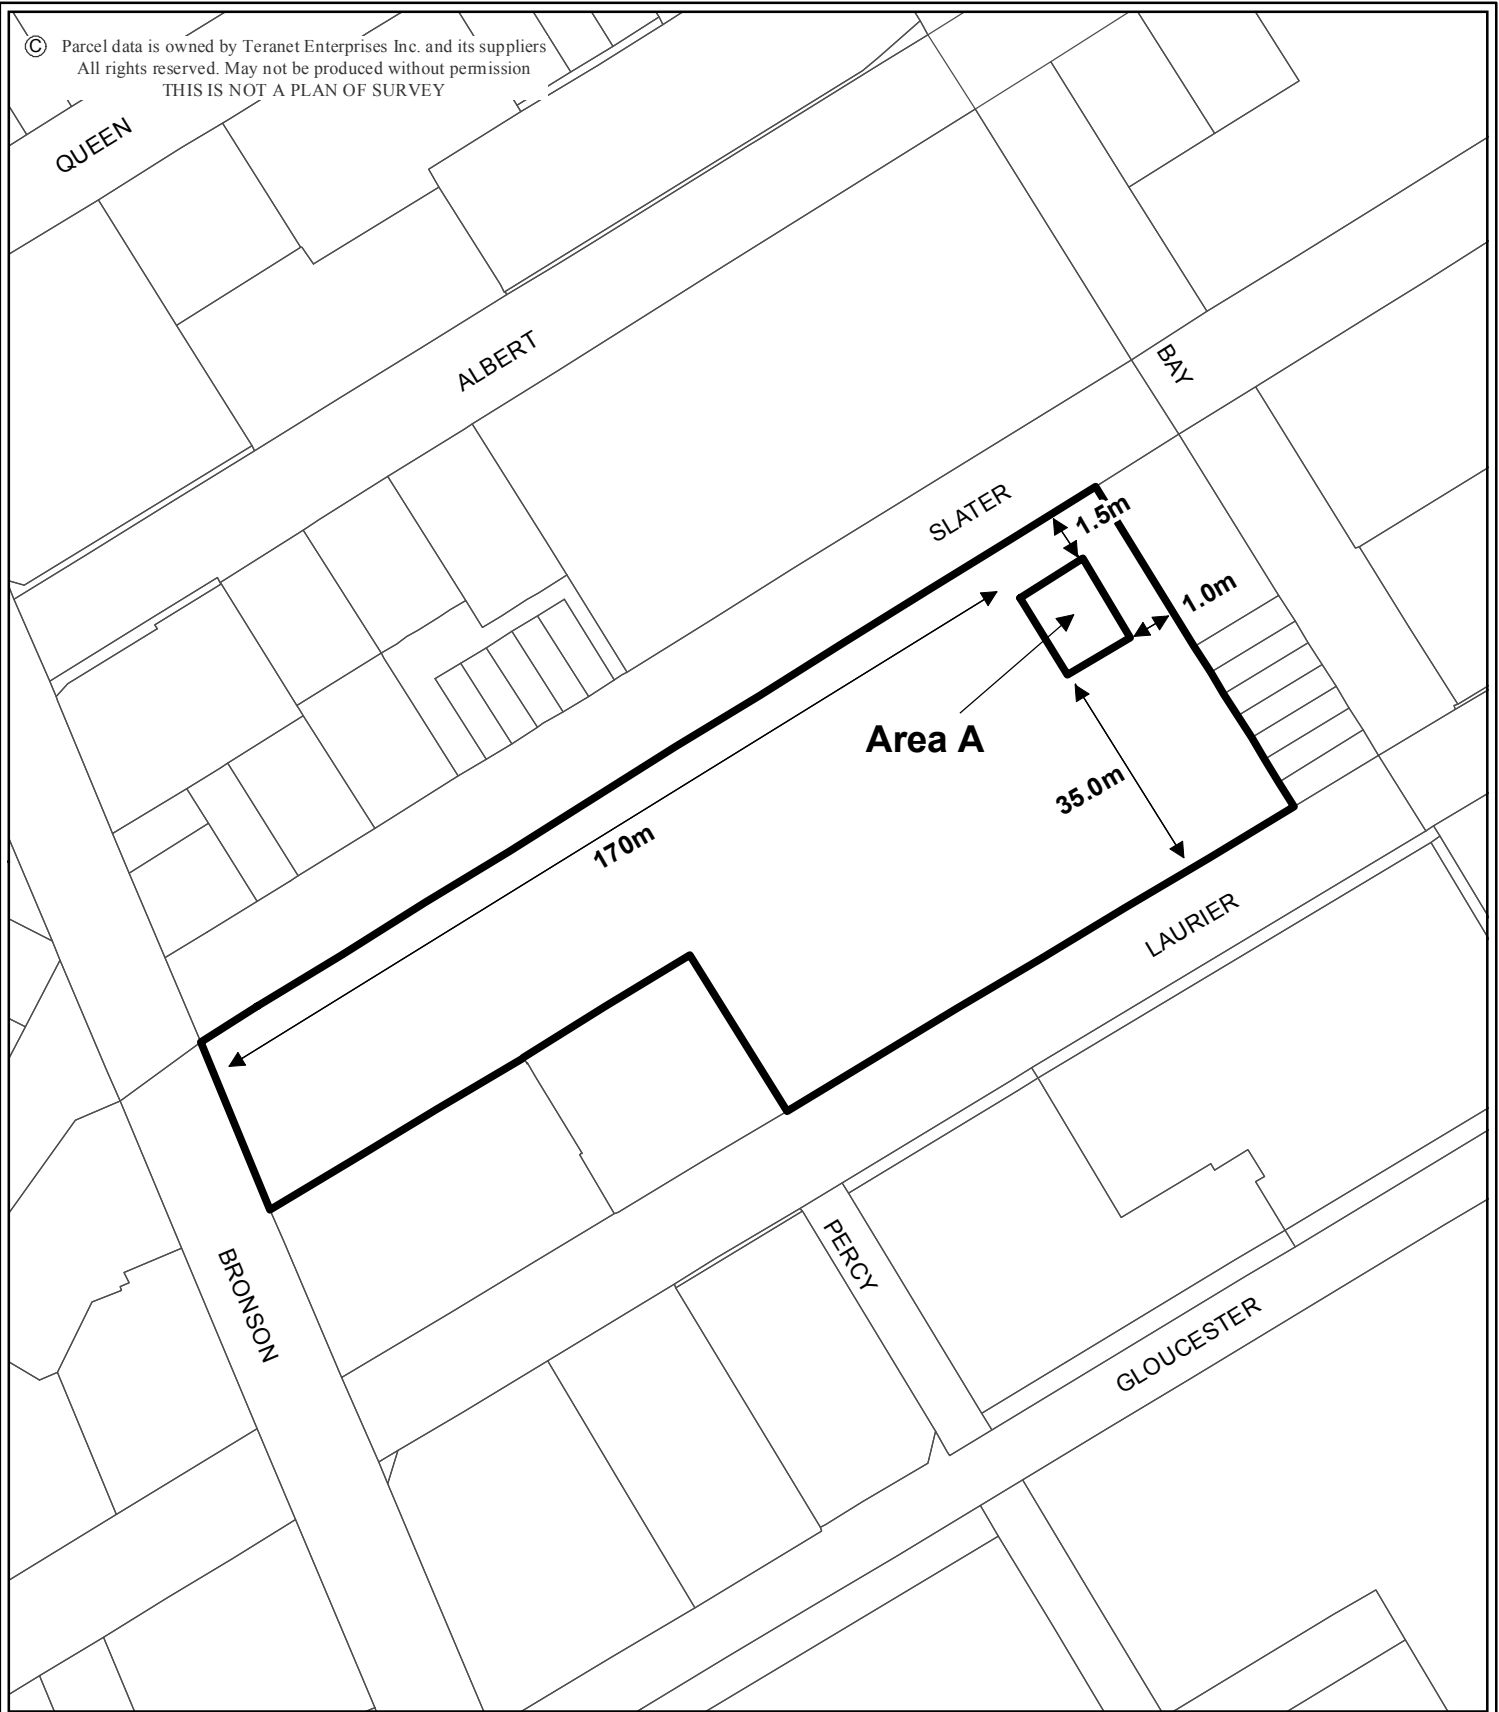 © Parcel data is owned by Teranet Enterprises Inc. and its suppliers
All rights reserved. May not be produced without permission
THIS IS NOT A PLAN OF SURVEY
QUEEN
ALBERT
BAY
SLATER
1.5m
1.0m
Area A
35.0m
170m
LAURIER
PERCY
BRONSON
GLOUCESTER